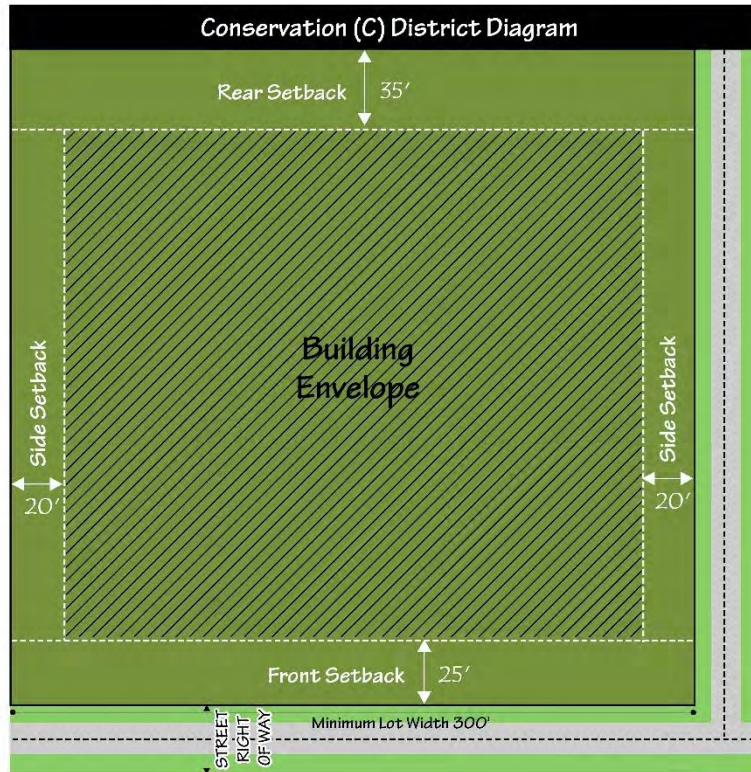 Conservation (C) District Diagram
Rear Setback 35'
Side Setback
20'
Building
Envelope
Side Setback
20'
Front Setback 25'
Minimum Lot Width 300'
STREET
RIGHT
OF WAY